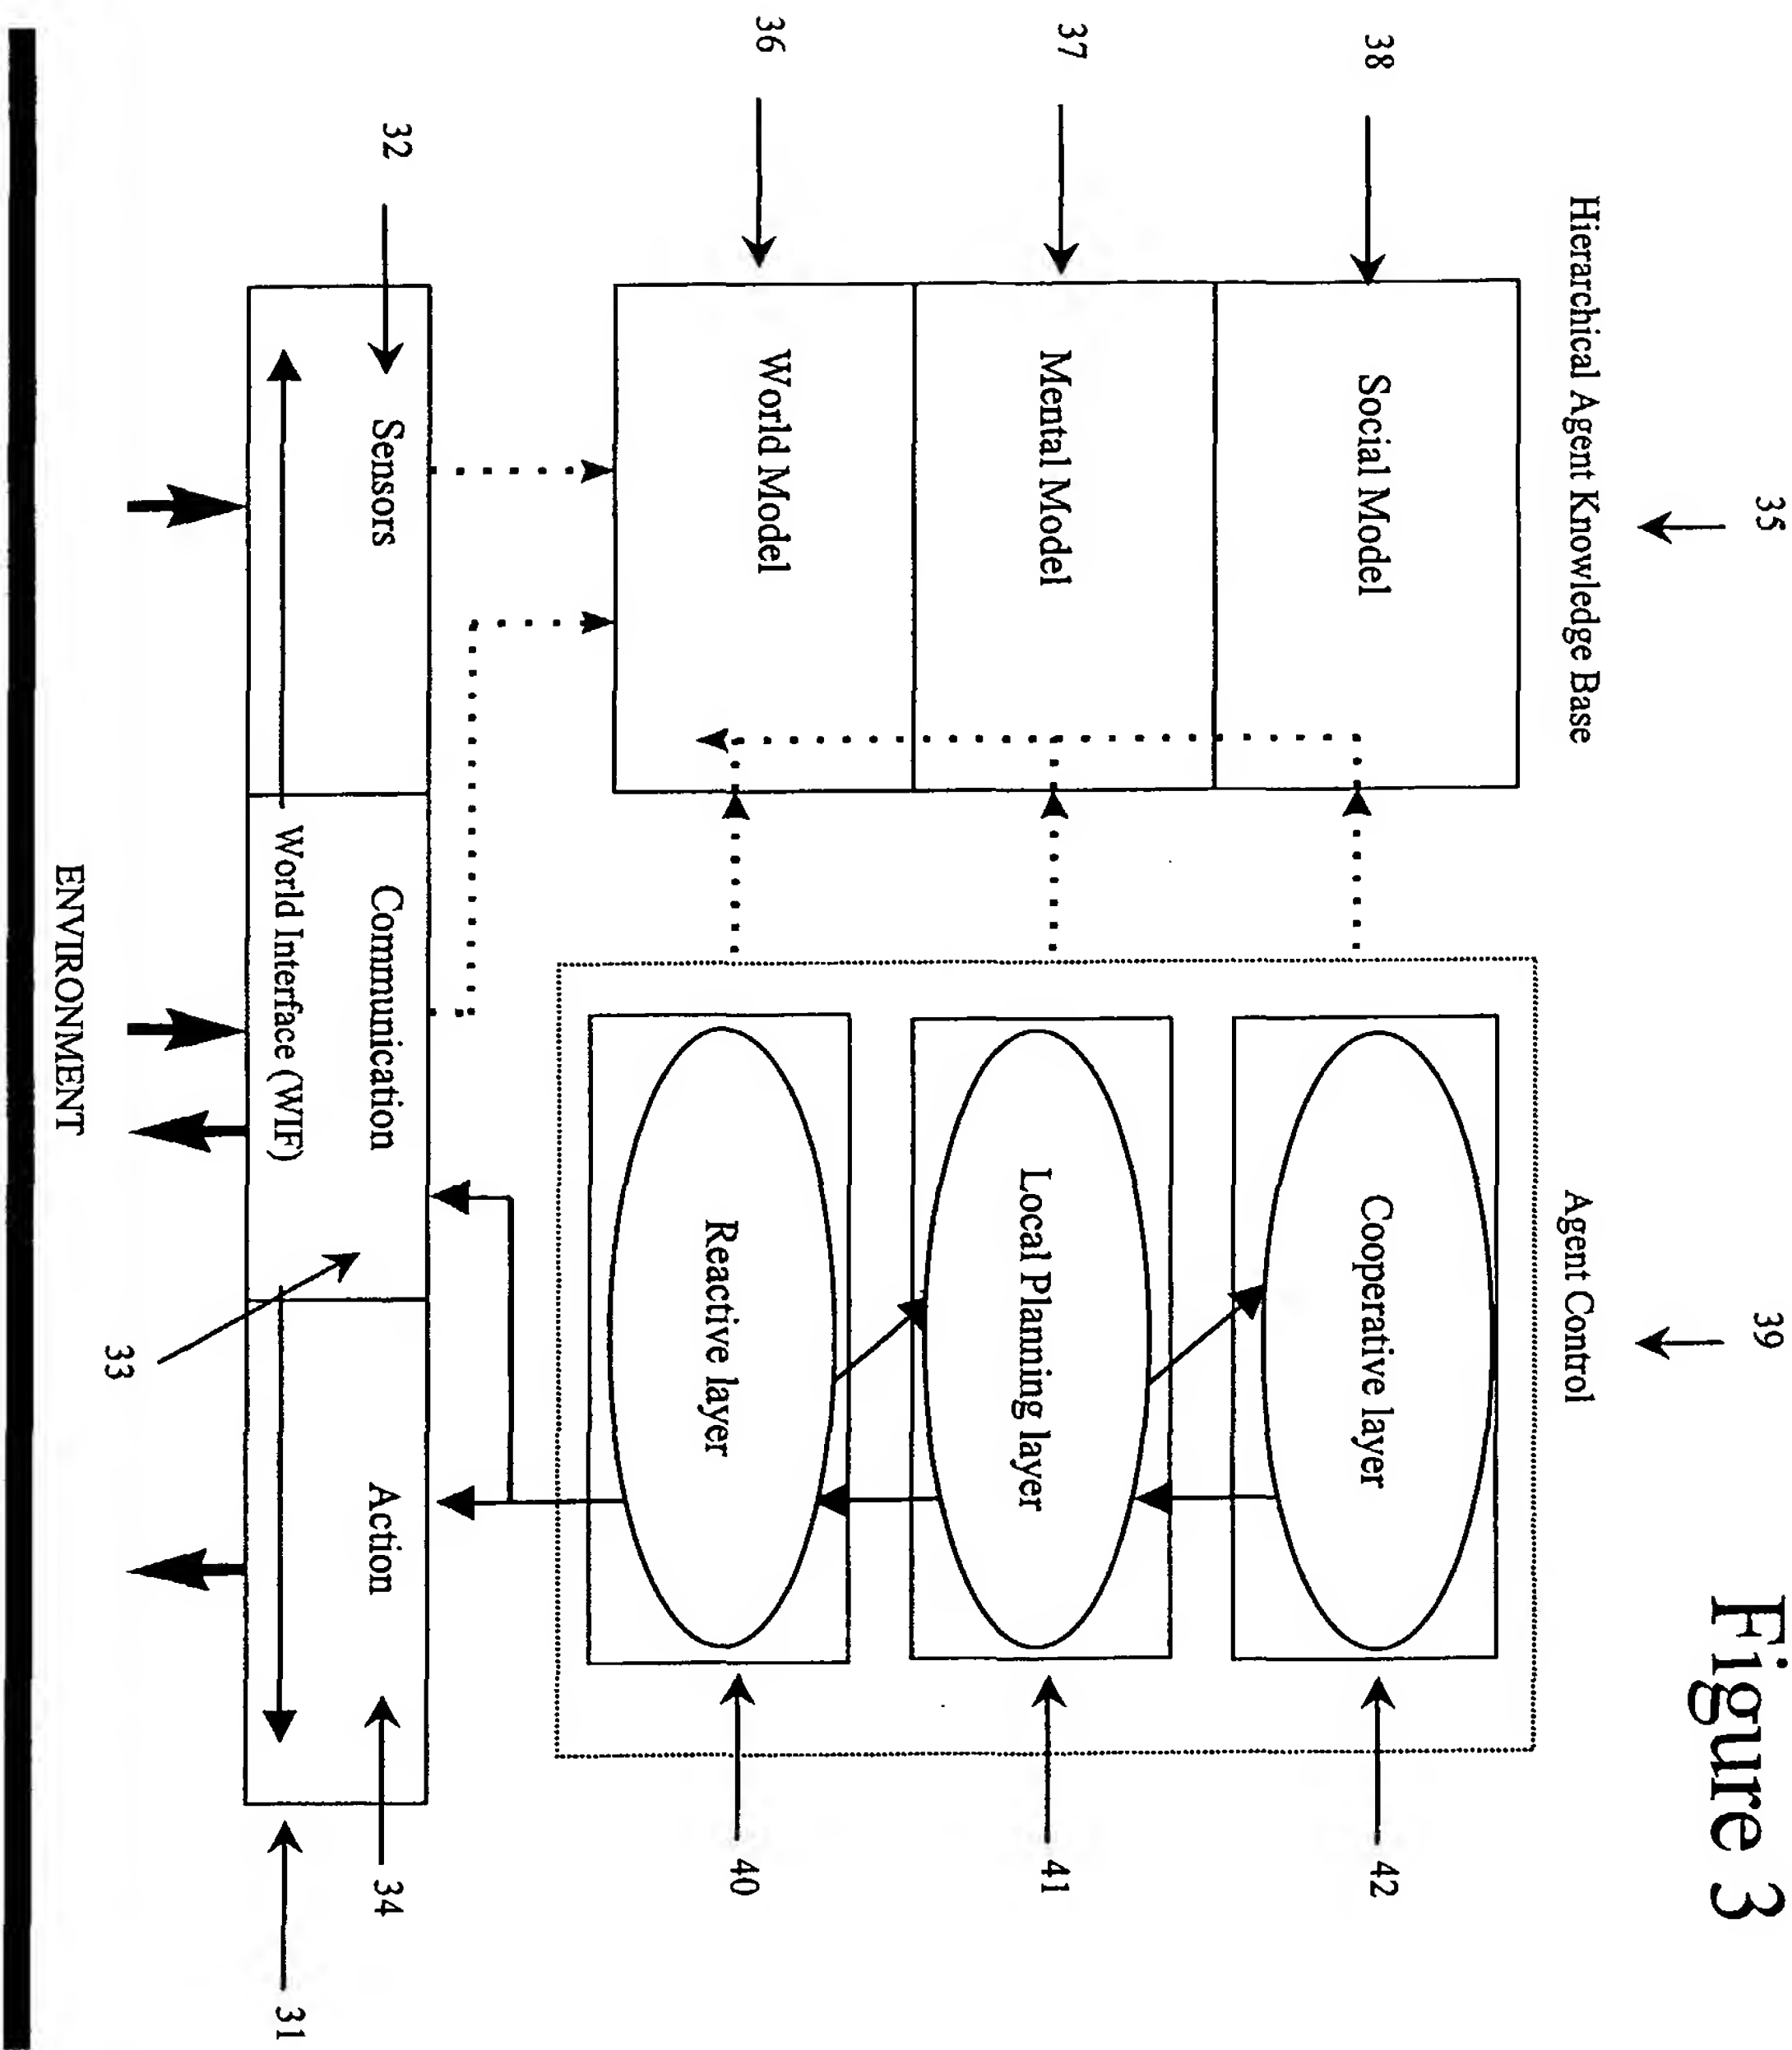 Figure 3
35
39
Hierarchical Agent Knowledge Base
Agent Control
38
Social Model
Cooperative layer
42
37
Mental Model
Local Planning layer
41
36
World Model
Reactive layer
40
32
Sensors
Communication
Action
34
World Interface (WIF)
31
33
ENVIRONMENT